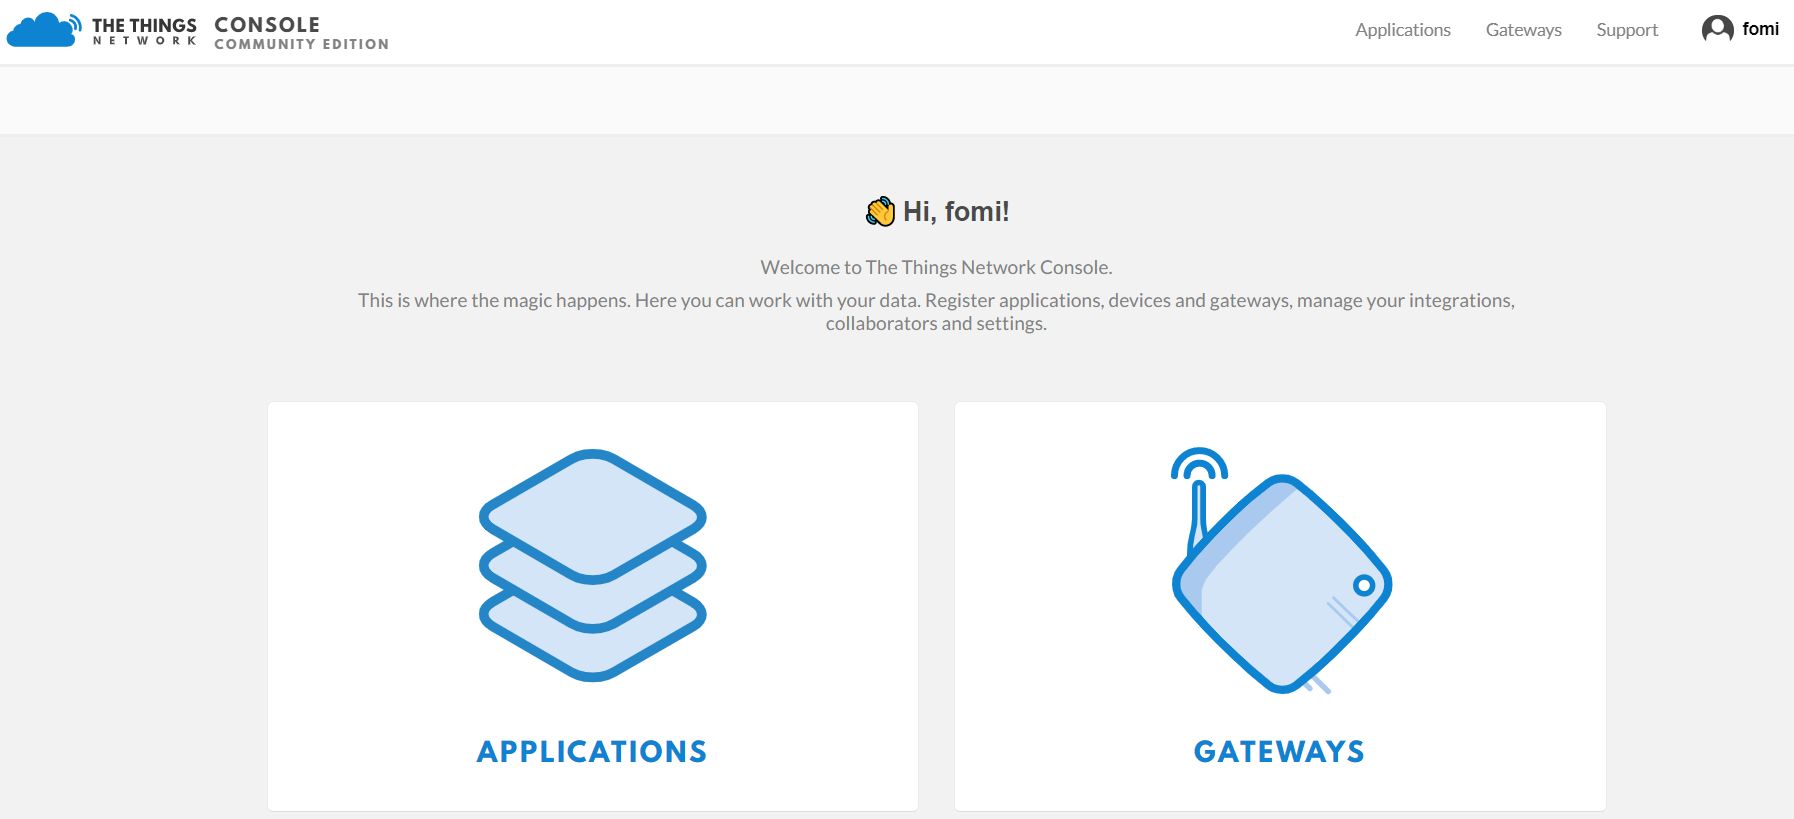 THE THINGS
NETWORK
CONSOLE
COMMUNITY EDITION
Applications
Gateways
Support
fomi
👋 Hi, fomi!
Welcome to The Things Network Console.
This is where the magic happens. Here you can work with your data. Register applications, devices and gateways, manage your integrations,
collaborators and settings.
APPLICATIONS
GATEWAYS